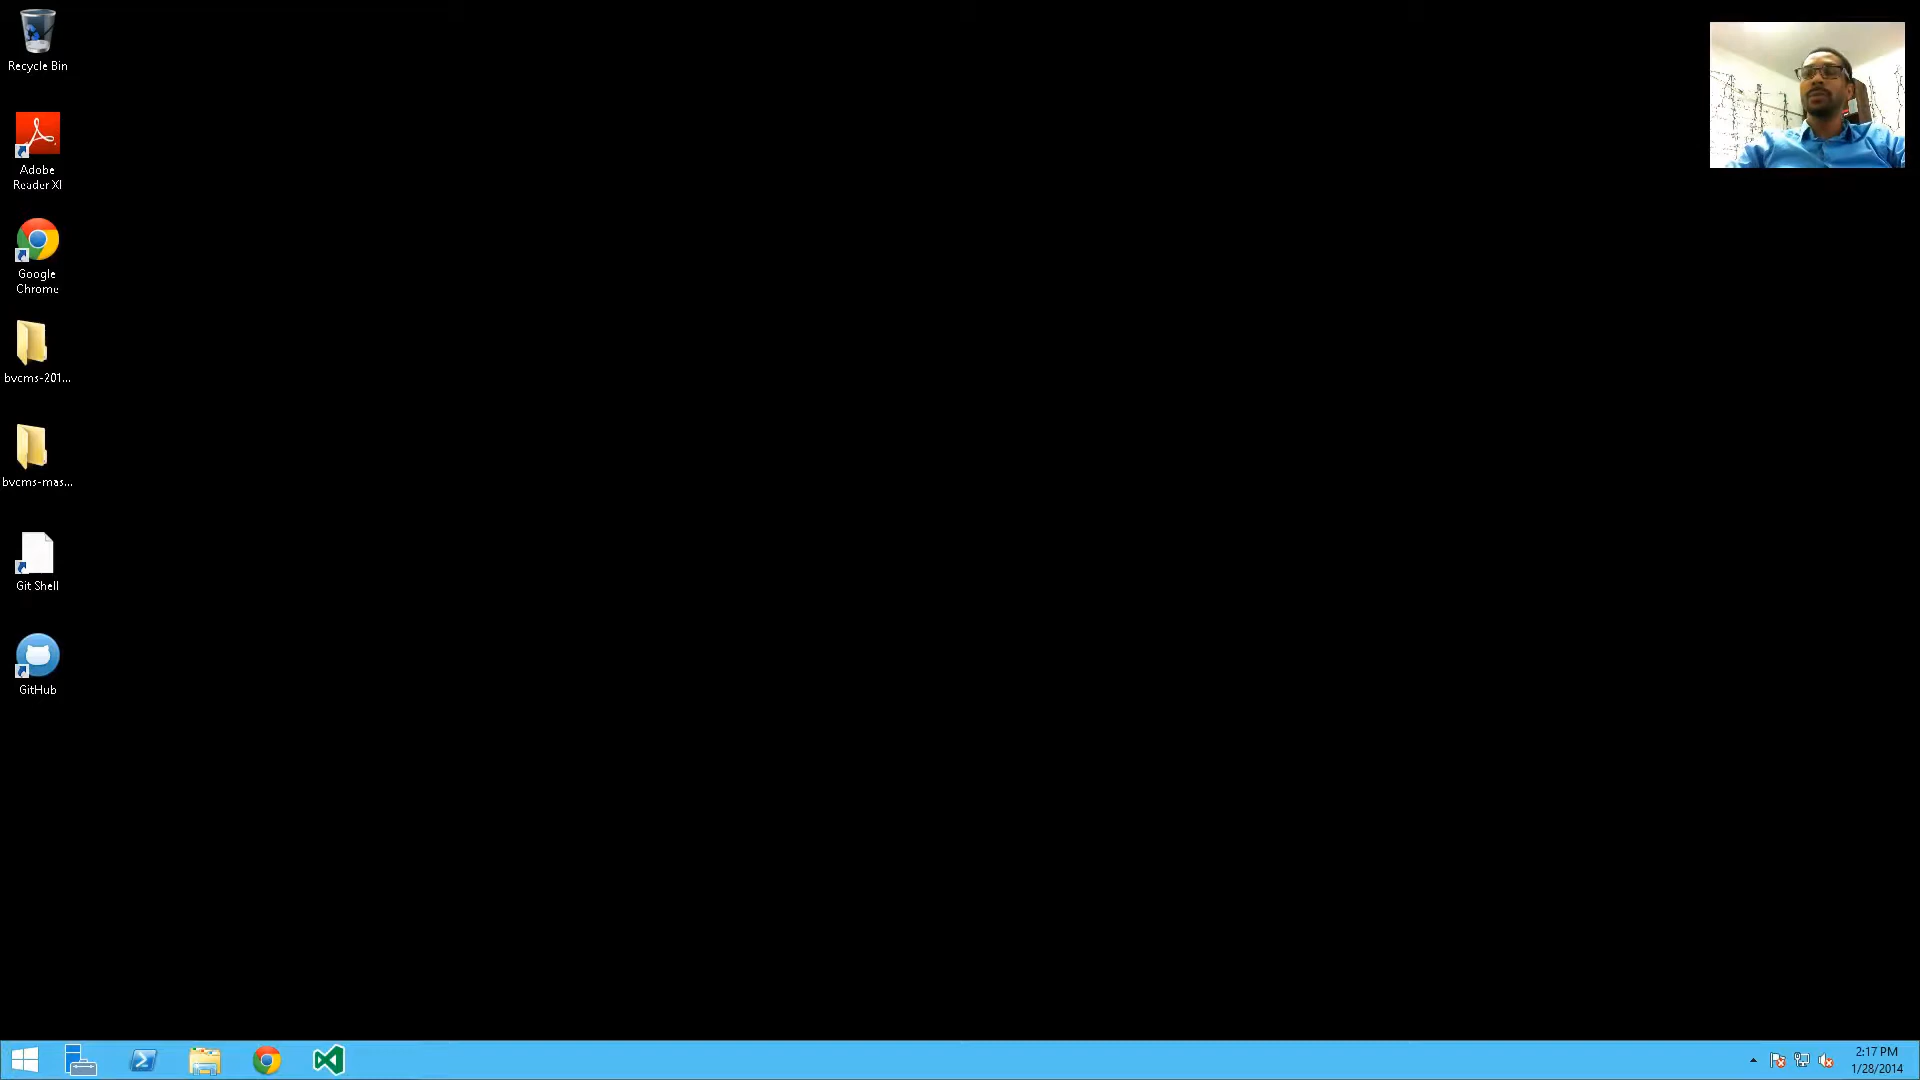 Recycle Bin
Adobe
Reader XI
Google
Chrome
bvcms-201...
bvcms-mas...
Git Shell
GitHub
2:17 PM
1/28/2014